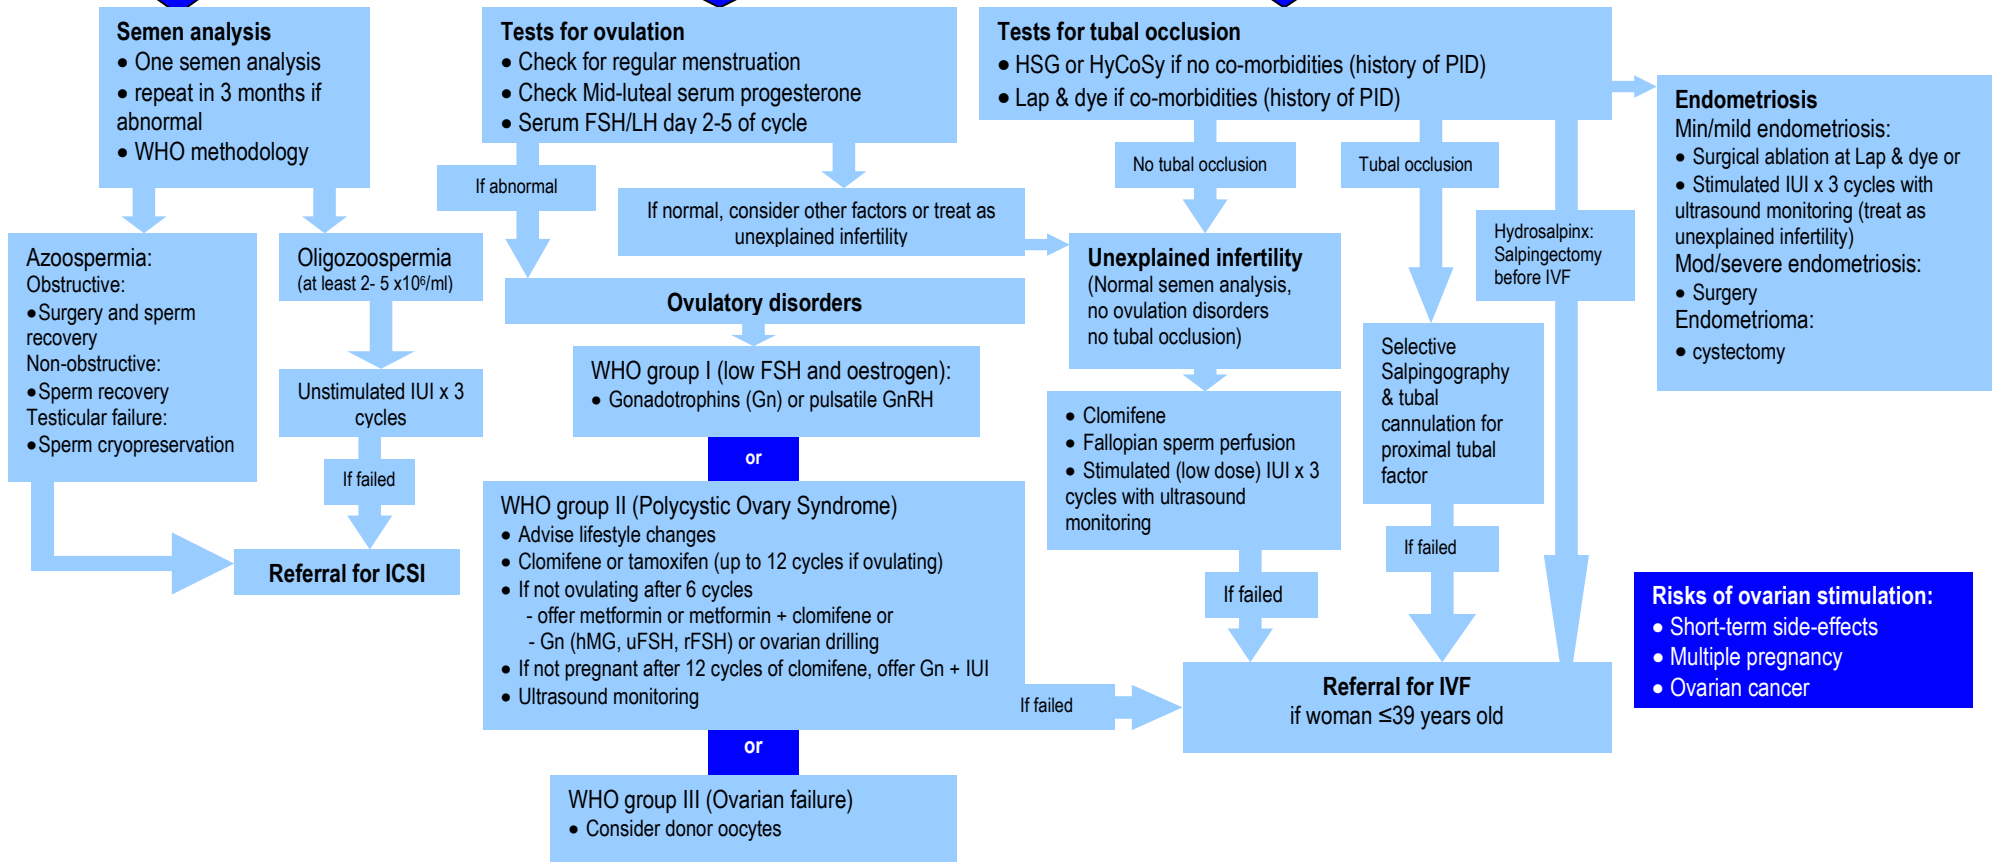 Semen analysis
• One semen analysis
• repeat in 3 months if
abnormal
• WHO methodology
Azoospermia:
Obstructive:
•Surgery and sperm
recovery
Non-obstructive:
•Sperm recovery
Testicular failure:
•Sperm cryopreservation
Oligozoospermia
(at least 2- 5 x10⁶/ml)
Unstimulated IUI x 3
cycles
If failed
Referral for ICSI
Tests for ovulation
• Check for regular menstruation
• Check Mid-luteal serum progesterone
• Serum FSH/LH day 2-5 of cycle
If abnormal
If normal, consider other factors or treat as
unexplained infertility
Ovulatory disorders
WHO group I (low FSH and oestrogen):
• Gonadotrophins (Gn) or pulsatile GnRH
or
WHO group II (Polycystic Ovary Syndrome)
• Advise lifestyle changes
• Clomifene or tamoxifen (up to 12 cycles if ovulating)
• If not ovulating after 6 cycles
- offer metformin or metformin + clomifene or
- Gn (hMG, uFSH, rFSH) or ovarian drilling
• If not pregnant after 12 cycles of clomifene, offer Gn + IUI
• Ultrasound monitoring
If failed
or
WHO group III (Ovarian failure)
• Consider donor oocytes
Tests for tubal occlusion
• HSG or HyCoSy if no co-morbidities (history of PID)
• Lap & dye if co-morbidities (history of PID)
No tubal occlusion
Tubal occlusion
Unexplained infertility
(Normal semen analysis,
no ovulation disorders
no tubal occlusion)
• Clomifene
• Fallopian sperm perfusion
• Stimulated (low dose) IUI x 3
cycles with ultrasound
monitoring
If failed
Selective
Salpingography
& tubal
cannulation for
proximal tubal
factor
If failed
Hydrosalpinx:
Salpingectomy
before IVF
Referral for IVF
if woman ≤39 years old
Endometriosis
Min/mild endometriosis:
• Surgical ablation at Lap & dye or
• Stimulated IUI x 3 cycles with
ultrasound monitoring (treat as
unexplained infertility)
Mod/severe endometriosis:
• Surgery
Endometrioma:
• cystectomy
Risks of ovarian stimulation:
• Short-term side-effects
• Multiple pregnancy
• Ovarian cancer